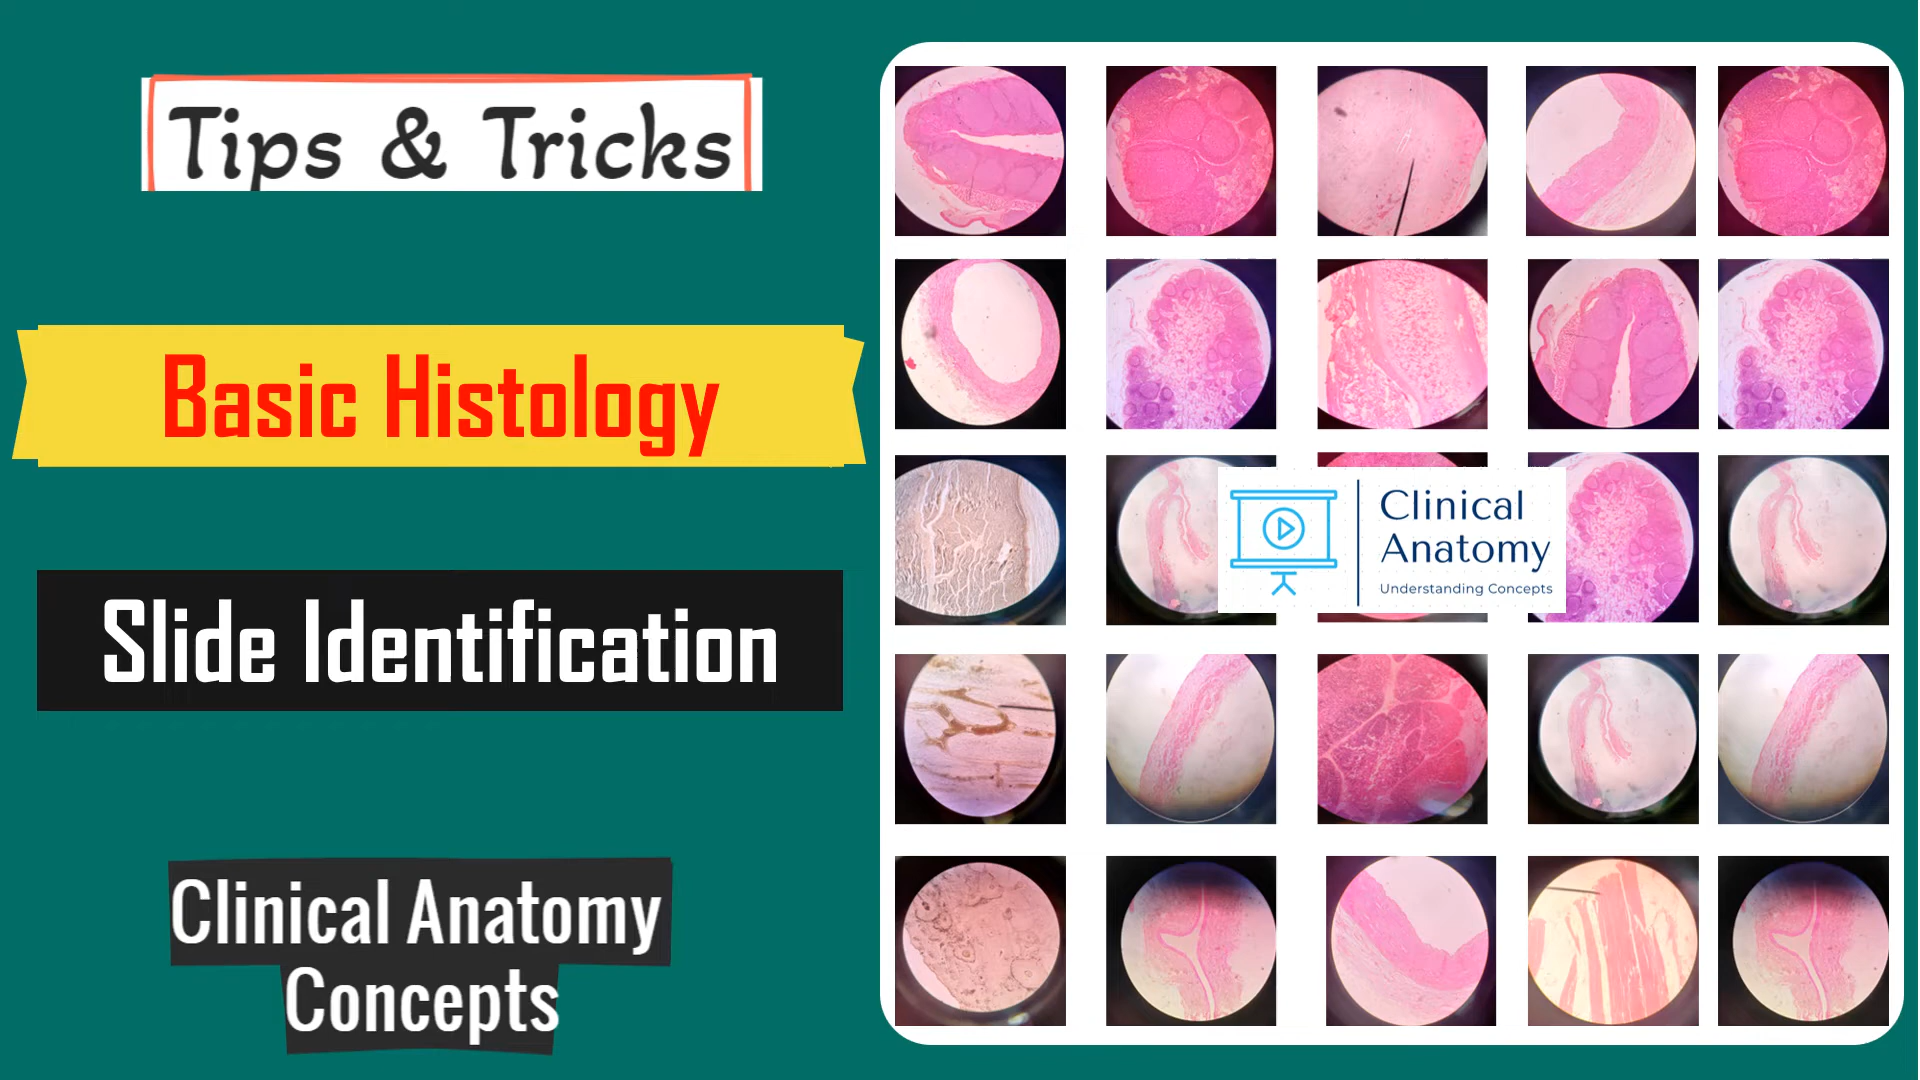 Tips & Tricks
Basic Histology
Slide Identification
Clinical Anatomy
Concepts
Clinical
Anatomy
Understanding Concepts